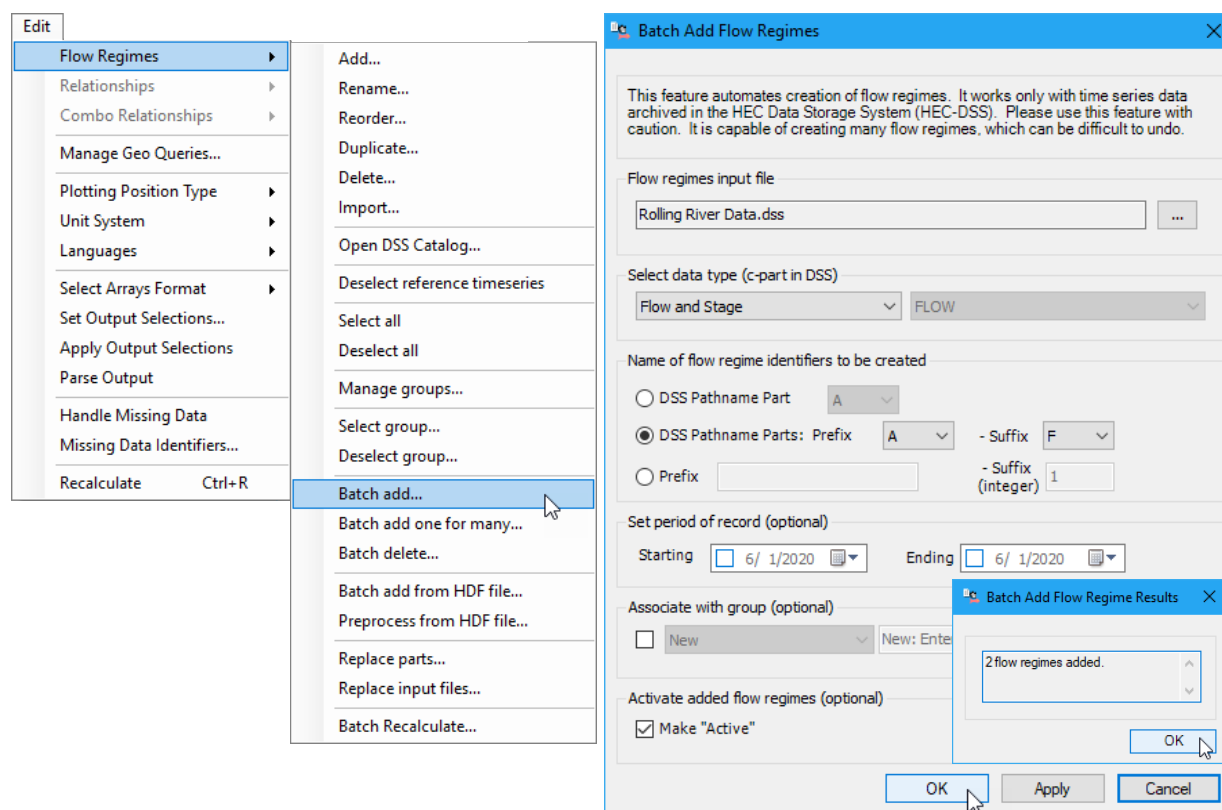 Edit
Flow Regimes
Relationships
Combo Relationships
Manage Geo Queries...
Plotting Position Type
Unit System
Languages
Select Arrays Format
Set Output Selections...
Apply Output Selections
Parse Output
Handle Missing Data
Missing Data Identifiers...
Recalculate Ctrl+R
Add...
Rename...
Reorder...
Duplicate...
Delete...
Import...
Open DSS Catalog...
Deselect reference timeseries
Select all
Deselect all
Manage groups...
Select group...
Deselect group...
Batch add...
Batch add one for many...
Batch delete...
Batch add from HDF file...
Preprocess from HDF file...
Replace parts...
Replace input files...
Batch Recalculate...
Batch Add Flow Regimes
This feature automates creation of flow regimes. It works only with time series data
archived in the HEC Data Storage System (HEC-DSS). Please use this feature with
caution. It is capable of creating many flow regimes, which can be difficult to undo.
Flow regimes input file
Rolling River Data.dss ...
Select data type (c-part in DSS)
Flow and Stage FLOW
Name of flow regime identifiers to be created
DSS Pathname Part A
DSS Pathname Parts: Prefix A - Suffix F
Prefix - Suffix (integer) 1
Set period of record (optional)
Starting 6/ 1/2020 Ending 6/ 1/2020
Associate with group (optional)
New New: Ente
Activate added flow regimes (optional)
Make "Active"
OK Apply Cancel
Batch Add Flow Regime Results
2 flow regimes added.
OK